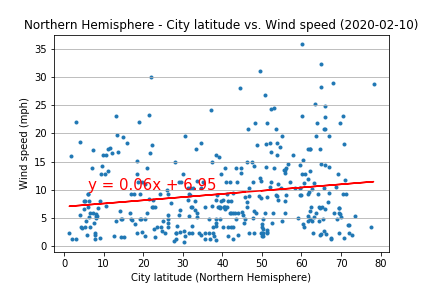 Northern Hemisphere - City latitude vs. Wind speed (2020-02-10)
35
30
25
20
15
10
5
0
Wind speed (mph)
y = 0.06x + 6.95
0 10 20 30 40 50 60 70 80
City latitude (Northern Hemisphere)